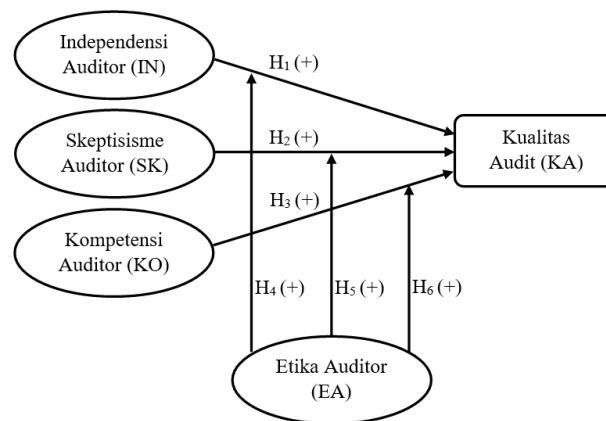 Independensi
Auditor (IN)
H₁ (+)
Skeptisisme
Auditor (SK)
H₂ (+)
Kualitas
Audit (KA)
H₃ (+)
Kompetensi
Auditor (KO)
H₄ (+)
H₅ (+)
H₆ (+)
Etika Auditor
(EA)